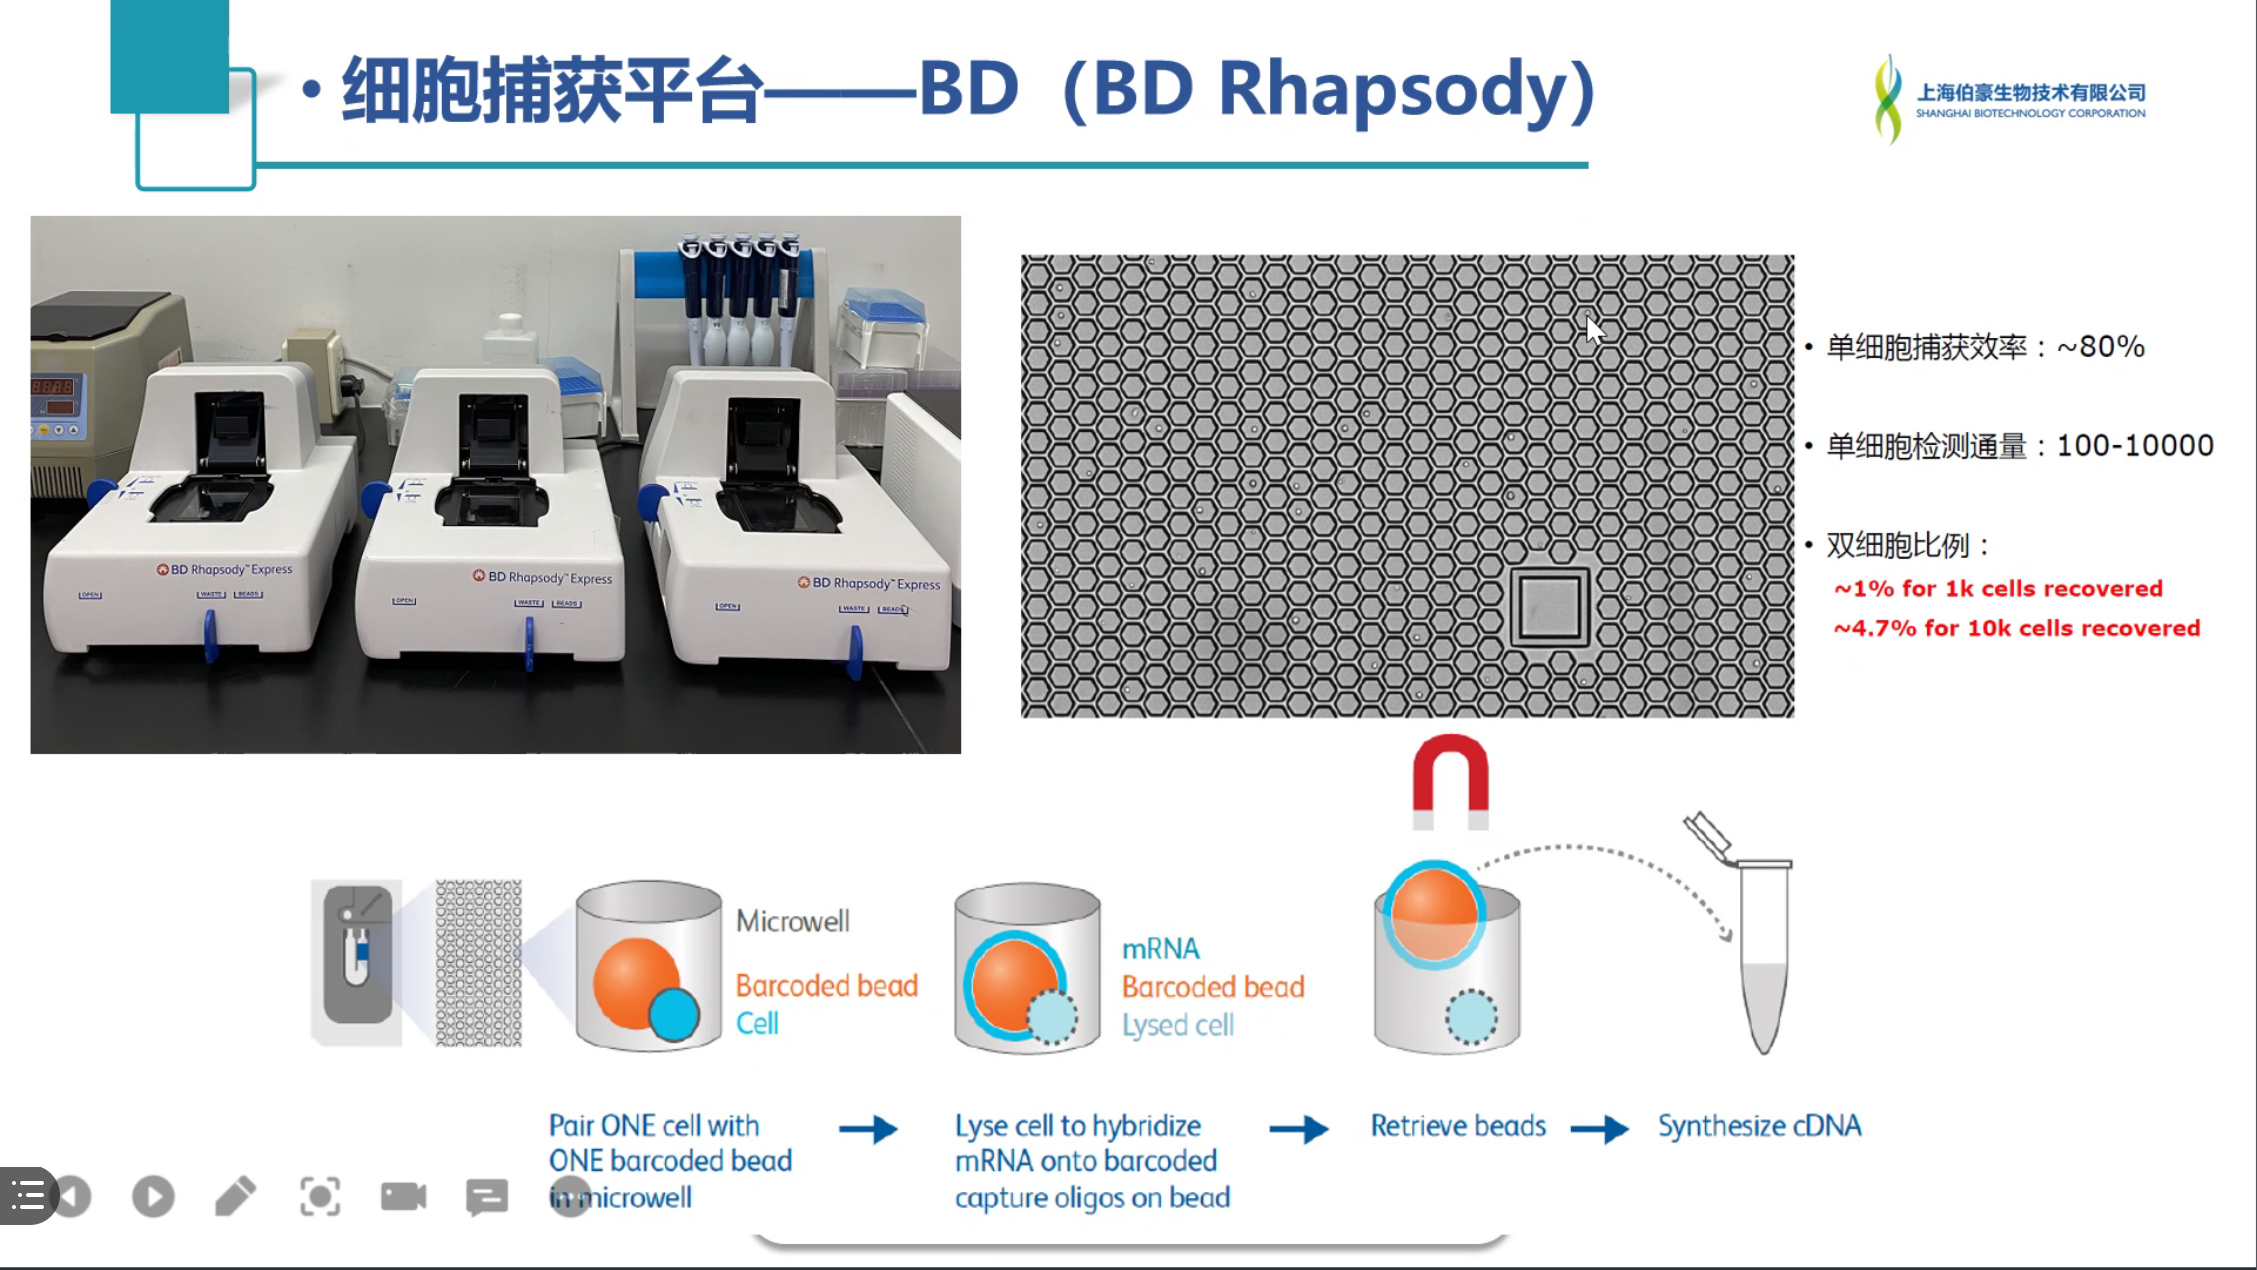 • 细胞捕获平台——BD（BD Rhapsody）
上海伯豪生物技术有限公司
SHANGHAI BIOTECHNOLOGY CORPORATION
BD Rhapsody™ Express
OPEN
WASTE
BEADS
BD Rhapsody™ Express
OPEN
WASTE
BEADS
BD Rhapsody™ Express
OPEN
WASTE
BEADS
• 单细胞捕获效率：~80%
• 单细胞检测通量：100-10000
• 双细胞比例：
~1% for 1k cells recovered
~4.7% for 10k cells recovered
Microwell
Barcoded bead
Cell
mRNA
Barcoded bead
Lysed cell
Pair ONE cell with
ONE barcoded bead
in microwell
Lyse cell to hybridize
mRNA onto barcoded
capture oligos on bead
Retrieve beads
Synthesize cDNA